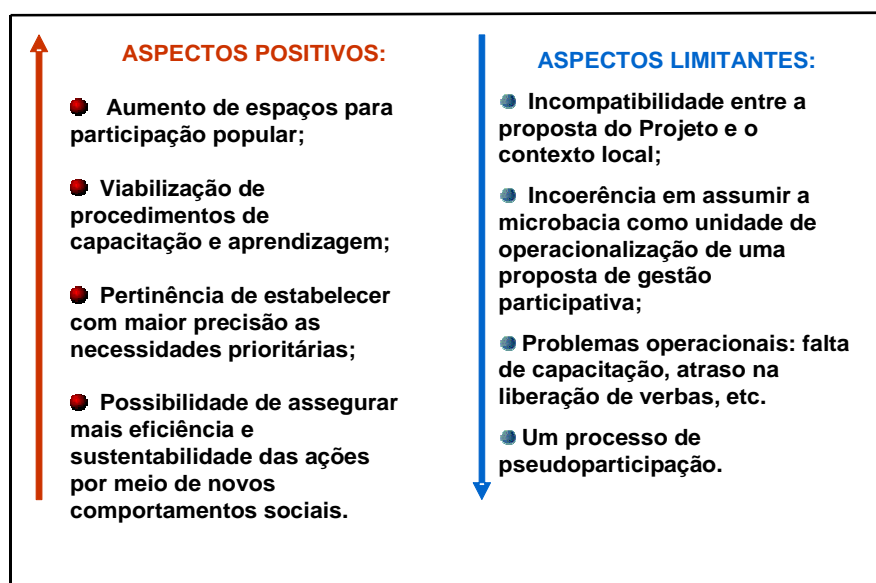 ASPECTOS POSITIVOS:
Aumento de espaços para
participação popular;
Viabilização de
procedimentos de
capacitação e aprendizagem;
Pertinência de estabelecer
com maior precisão as
necessidades prioritárias;
Possibilidade de assegurar
mais eficiência e
sustentabilidade das ações
por meio de novos
comportamentos sociais.
ASPECTOS LIMITANTES:
Incompatibilidade entre a
proposta do Projeto e o
contexto local;
Incoerência em assumir a
microbacia como unidade de
operacionalização de uma
proposta de gestão
participativa;
Problemas operacionais: falta
de capacitação, atraso na
liberação de verbas, etc.
Um processo de
pseudoparticipação.